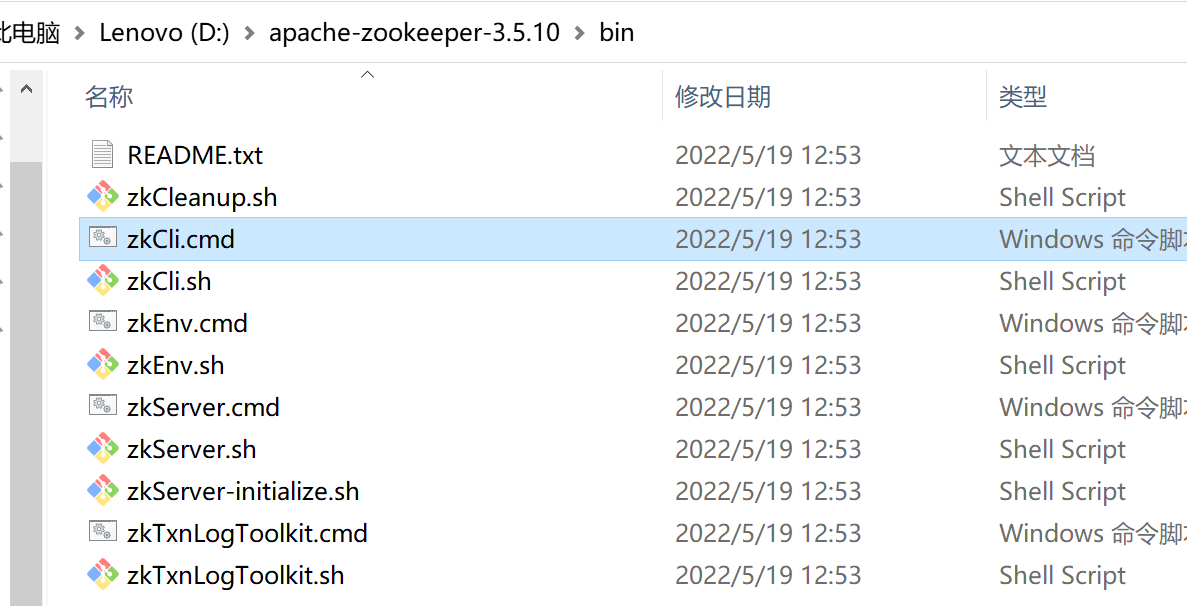 此电脑 > Lenovo (D:) > apache-zookeeper-3.5.10 > bin
名称 修改日期 类型
README.txt 2022/5/19 12:53 文本文档
zkCleanup.sh 2022/5/19 12:53 Shell Script
zkCli.cmd 2022/5/19 12:53 Windows 命令脚本
zkCli.sh 2022/5/19 12:53 Shell Script
zkEnv.cmd 2022/5/19 12:53 Windows 命令脚本
zkEnv.sh 2022/5/19 12:53 Shell Script
zkServer.cmd 2022/5/19 12:53 Windows 命令脚本
zkServer.sh 2022/5/19 12:53 Shell Script
zkServer-initialize.sh 2022/5/19 12:53 Shell Script
zkTxnLogToolkit.cmd 2022/5/19 12:53 Windows 命令脚本
zkTxnLogToolkit.sh 2022/5/19 12:53 Shell Script